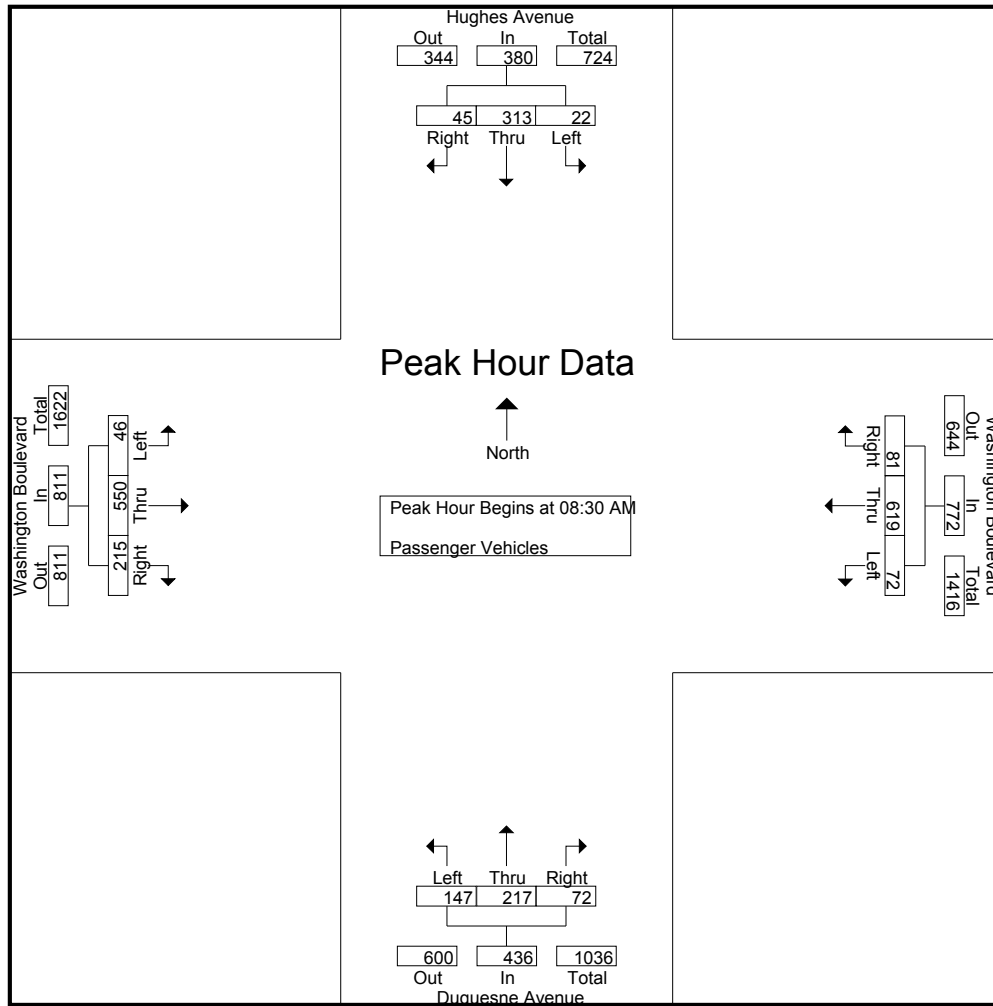 Hughes Avenue
Out In Total
344 380 724
45 313 22
Right Thru Left
Peak Hour Data
North
Peak Hour Begins at 08:30 AM
Passenger Vehicles
Washington Boulevard
Total In Out
1622 811 811
46 550 215
Left Thru Right
Washington Boulevard
Out In Total
644 772 1416
81 619 72
Right Thru Left
Left Thru Right
147 217 72
600 436 1036
Out In Total
Duquesne Avenue